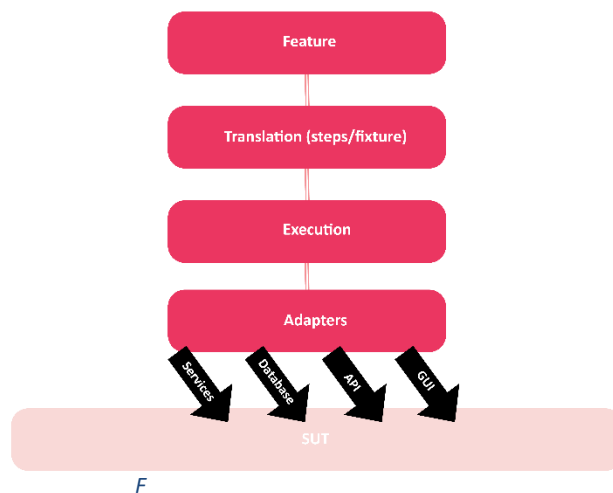 Feature
Translation (steps/fixture)
Execution
Adapters
Services
Database
API
GUI
SUT
F